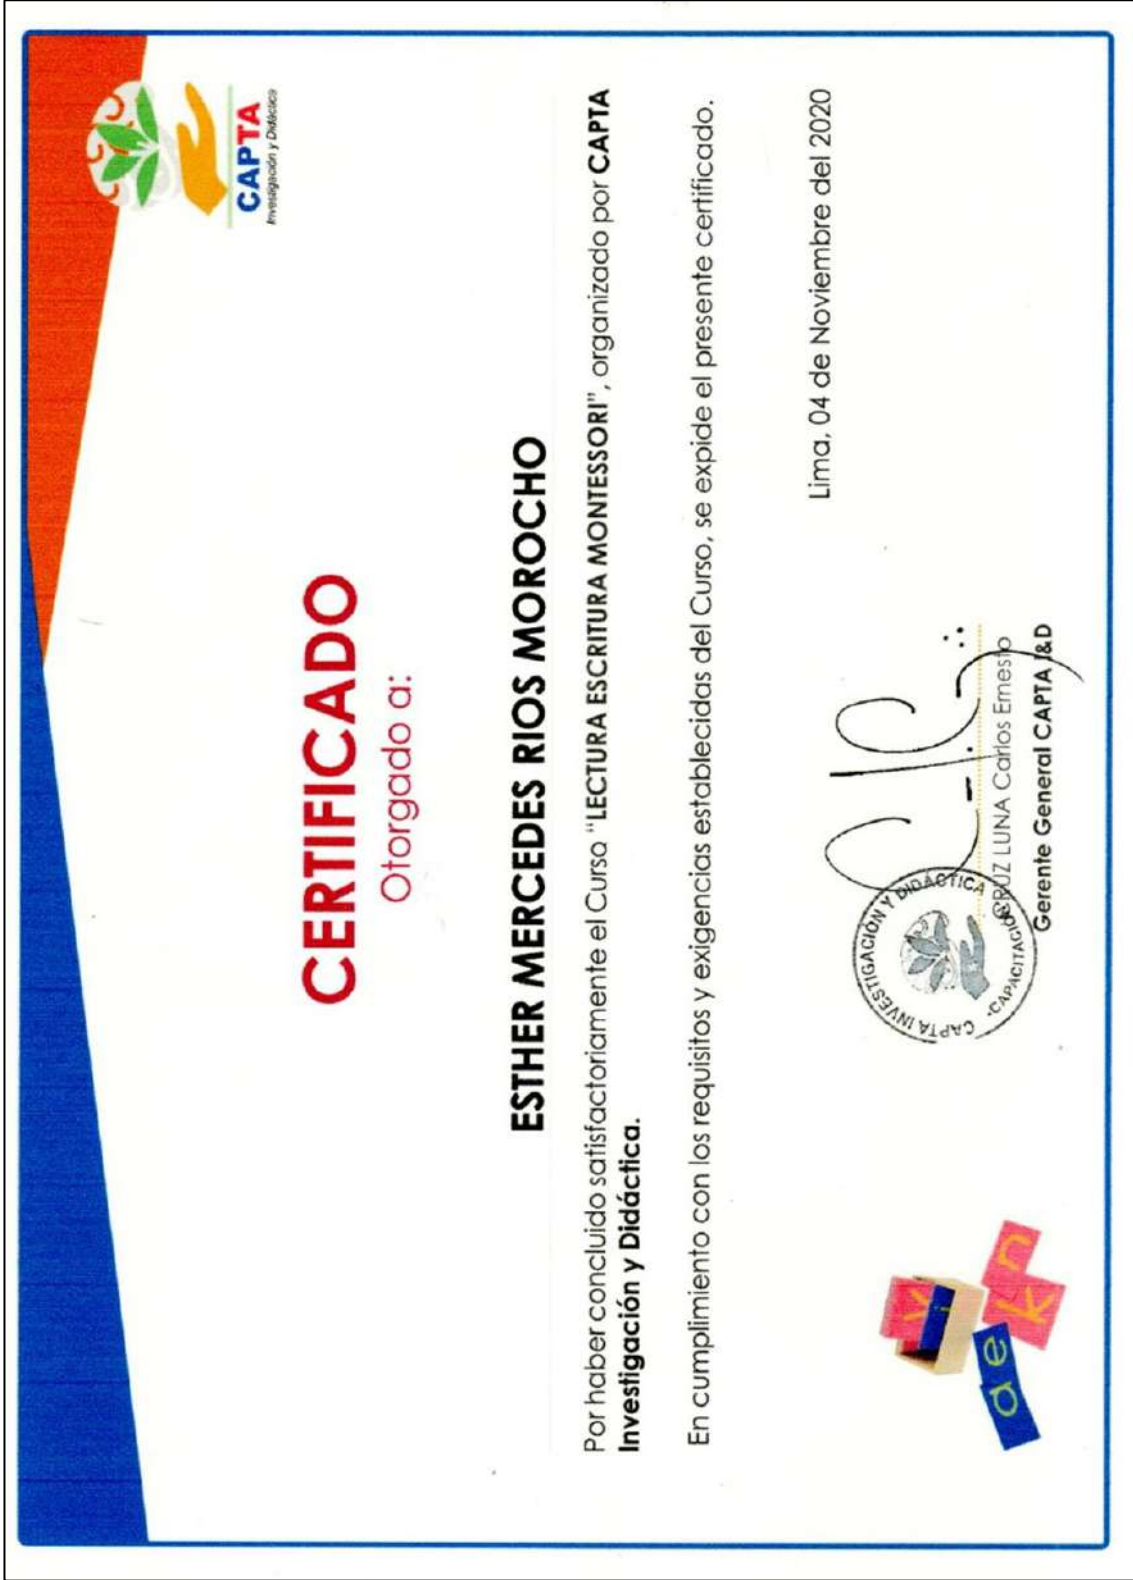 CAPTA
Investigación y Didáctica
CERTIFICADO
Otorgado a:
ESTHER MERCEDES RIOS MOROCHO
Por haber concluido satisfactoriamente el Curso "LECTURA ESCRITURA MONTESSORI", organizado por CAPTA
Investigación y Didáctica.
En cumplimiento con los requisitos y exigencias establecidas del Curso, se expide el presente certificado.
Lima, 04 de Noviembre del 2020
CAPTA INVESTIGACIÓN Y DIDÁCTICA
-CAPACITACIÓN
CRUZ LUNA Carlos Ernesto
Gerente General CAPTA I&D
k
i
a e
k n